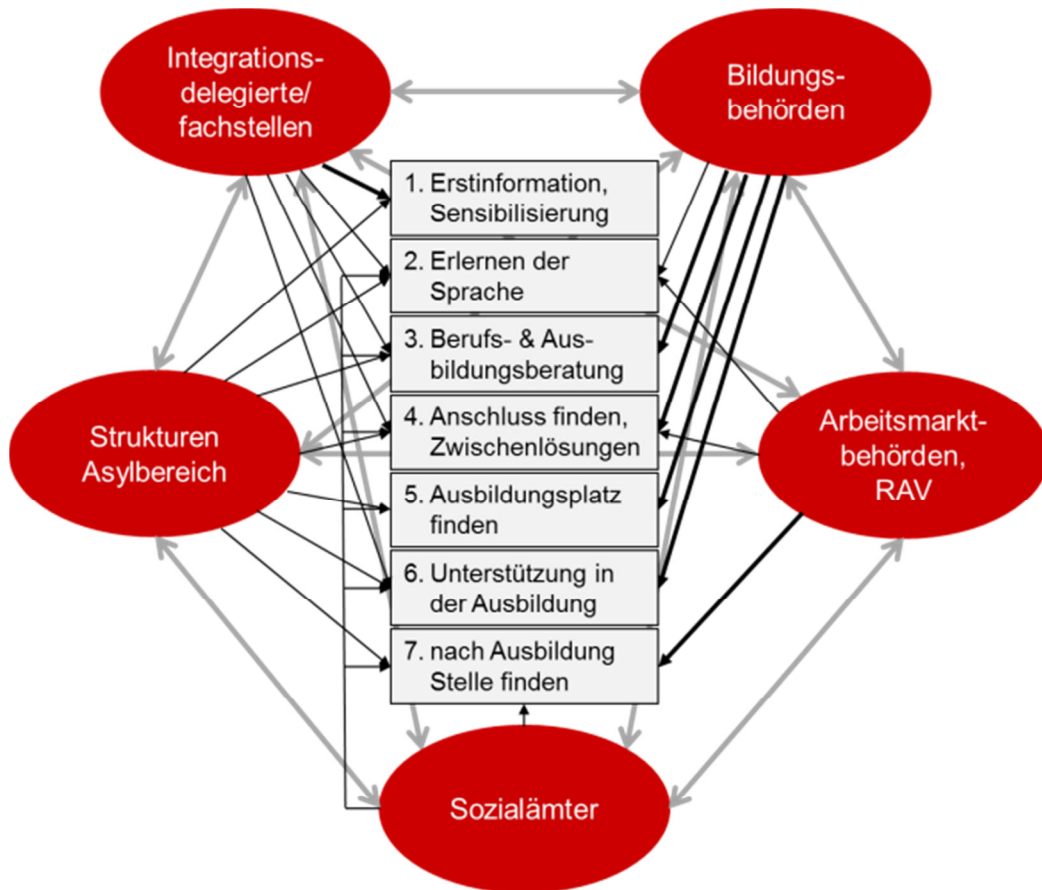 Integrations-
delegierte/
fachstellen
Bildungs-
behörden
1. Erstinformation,
Sensibilisierung
2. Erlernen der
Sprache
3. Berufs- & Aus-
bildungsberatung
4. Anschluss finden,
Zwischenlösungen
5. Ausbildungsplatz
finden
6. Unterstützung in
der Ausbildung
7. nach Ausbildung
Stelle finden
Strukturen
Asylbereich
Arbeitsmarkt-
behörden,
RAV
Sozialämter